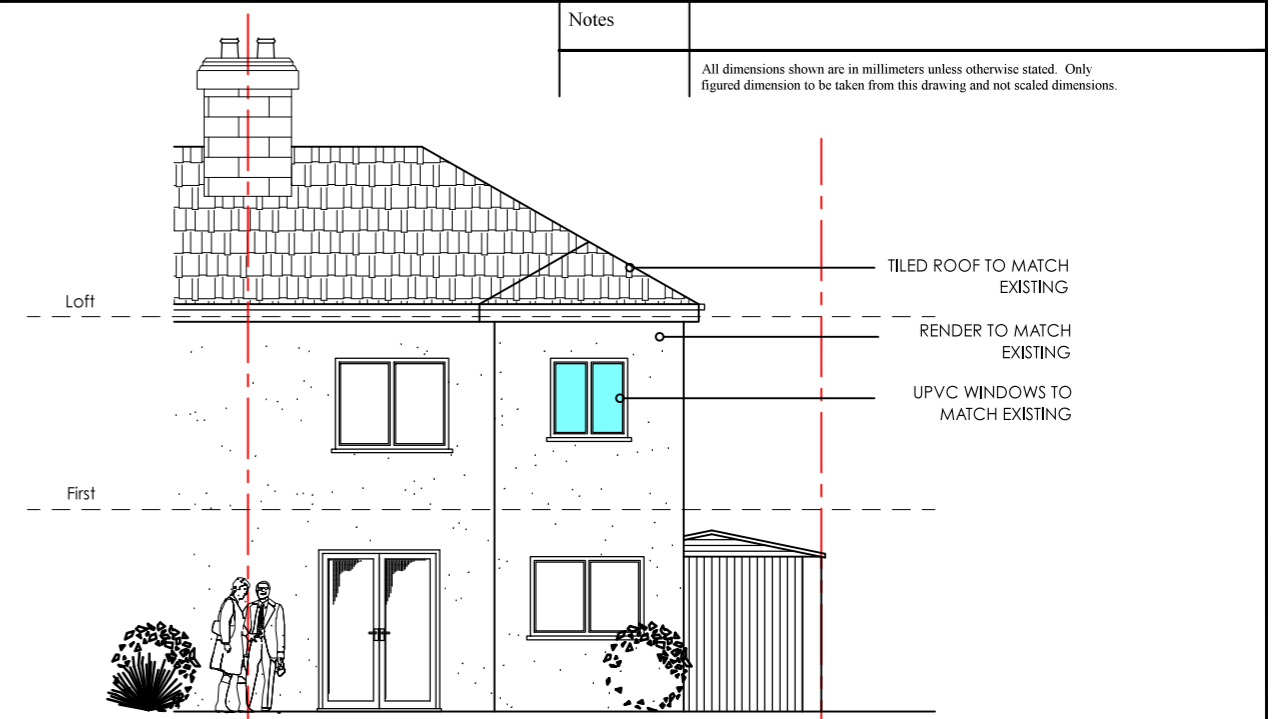 Notes
All dimensions shown are in millimeters unless otherwise stated.  Only
figured dimension to be taken from this drawing and not scaled dimensions.
TILED ROOF TO MATCH
EXISTING
Loft
RENDER TO MATCH
EXISTING
UPVC WINDOWS TO
MATCH EXISTING
First